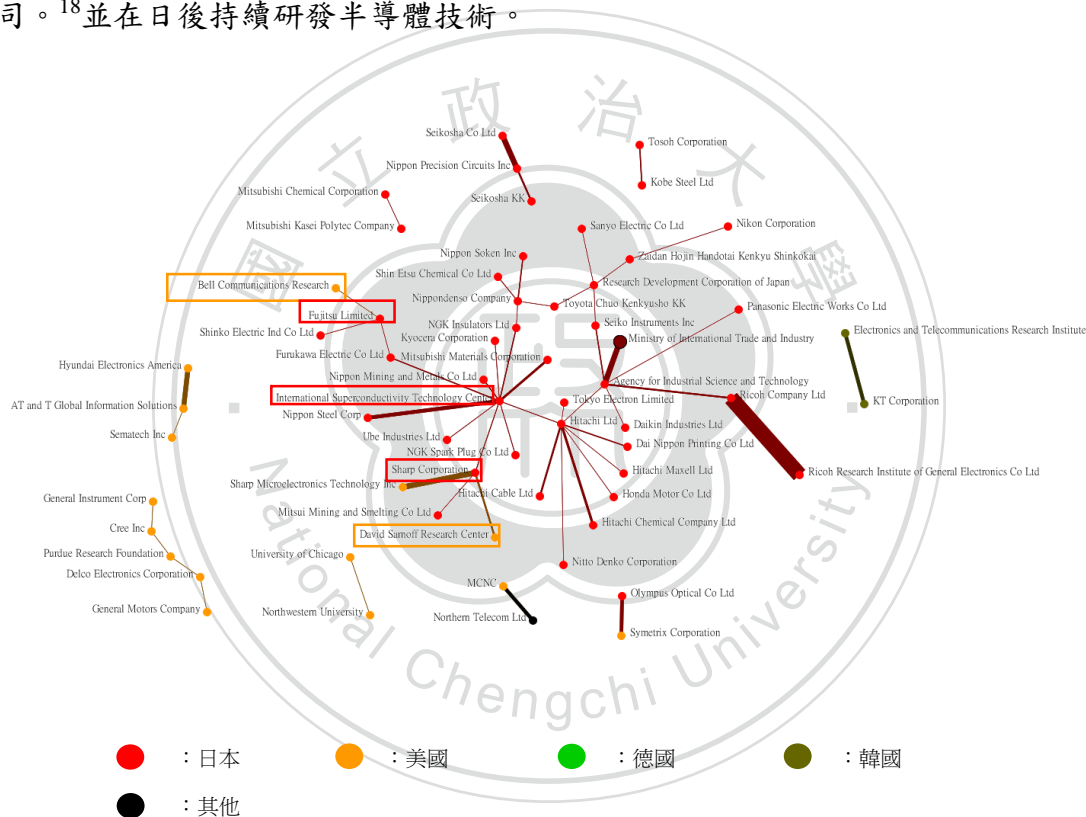 司。18並在日後持續研發半導體技術。
國立政治大學
Seikosha Co Ltd
Tosoh Corporation
Nippon Precision Circuits Inc
Kobe Steel Ltd
Mitsubishi Chemical Corporation
Seikosha KK
Mitsubishi Kasei Polytec Company
Sanyo Electric Co Ltd
Nikon Corporation
Nippon Soken Inc
Zaidan Hojin Handotai Kenkyu Shinkokai
Shin Etsu Chemical Co Ltd
Bell Communications Research
Research Development Corporation of Japan
Nippondenso Company
Toyota Chuo Kenkyusho KK
Panasonic Electric Works Co Ltd
Fujitsu Limited
NGK Insulators Ltd
Seiko Instruments Inc
Shinko Electric Ind Co Ltd
Kyocera Corporation
Ministry of International Trade and Industry
Electronics and Telecommunications Research Institute
Furukawa Electric Co Ltd
Mitsubishi Materials Corporation
Hyundai Electronics America
Nippon Mining and Metals Co Ltd
Agency for Industrial Science and Technology
International Superconductivity Technology Center
Tokyo Electron Limited
Ricoh Company Ltd
KT Corporation
AT and T Global Information Solutions
Nippon Steel Corp
Hitachi Ltd
Daikin Industries Ltd
Sematech Inc
Ube Industries Ltd
Dai Nippon Printing Co Ltd
NGK Spark Plug Co Ltd
Sharp Corporation
Hitachi Maxell Ltd
Ricoh Research Institute of General Electronics Co Ltd
Sharp Microelectronics Technology Inc
Hitachi Cable Ltd
Honda Motor Co Ltd
General Instrument Corp
Mitsui Mining and Smelting Co Ltd
Hitachi Chemical Company Ltd
Cree Inc
David Sarnoff Research Center
Purdue Research Foundation
University of Chicago
Nitto Denko Corporation
Delco Electronics Corporation
MCNC
Olympus Optical Co Ltd
General Motors Company
Northwestern University
Northern Telecom Ltd
Symetrix Corporation
National Chengchi University
：日本
：美國
：德國
：韓國
：其他